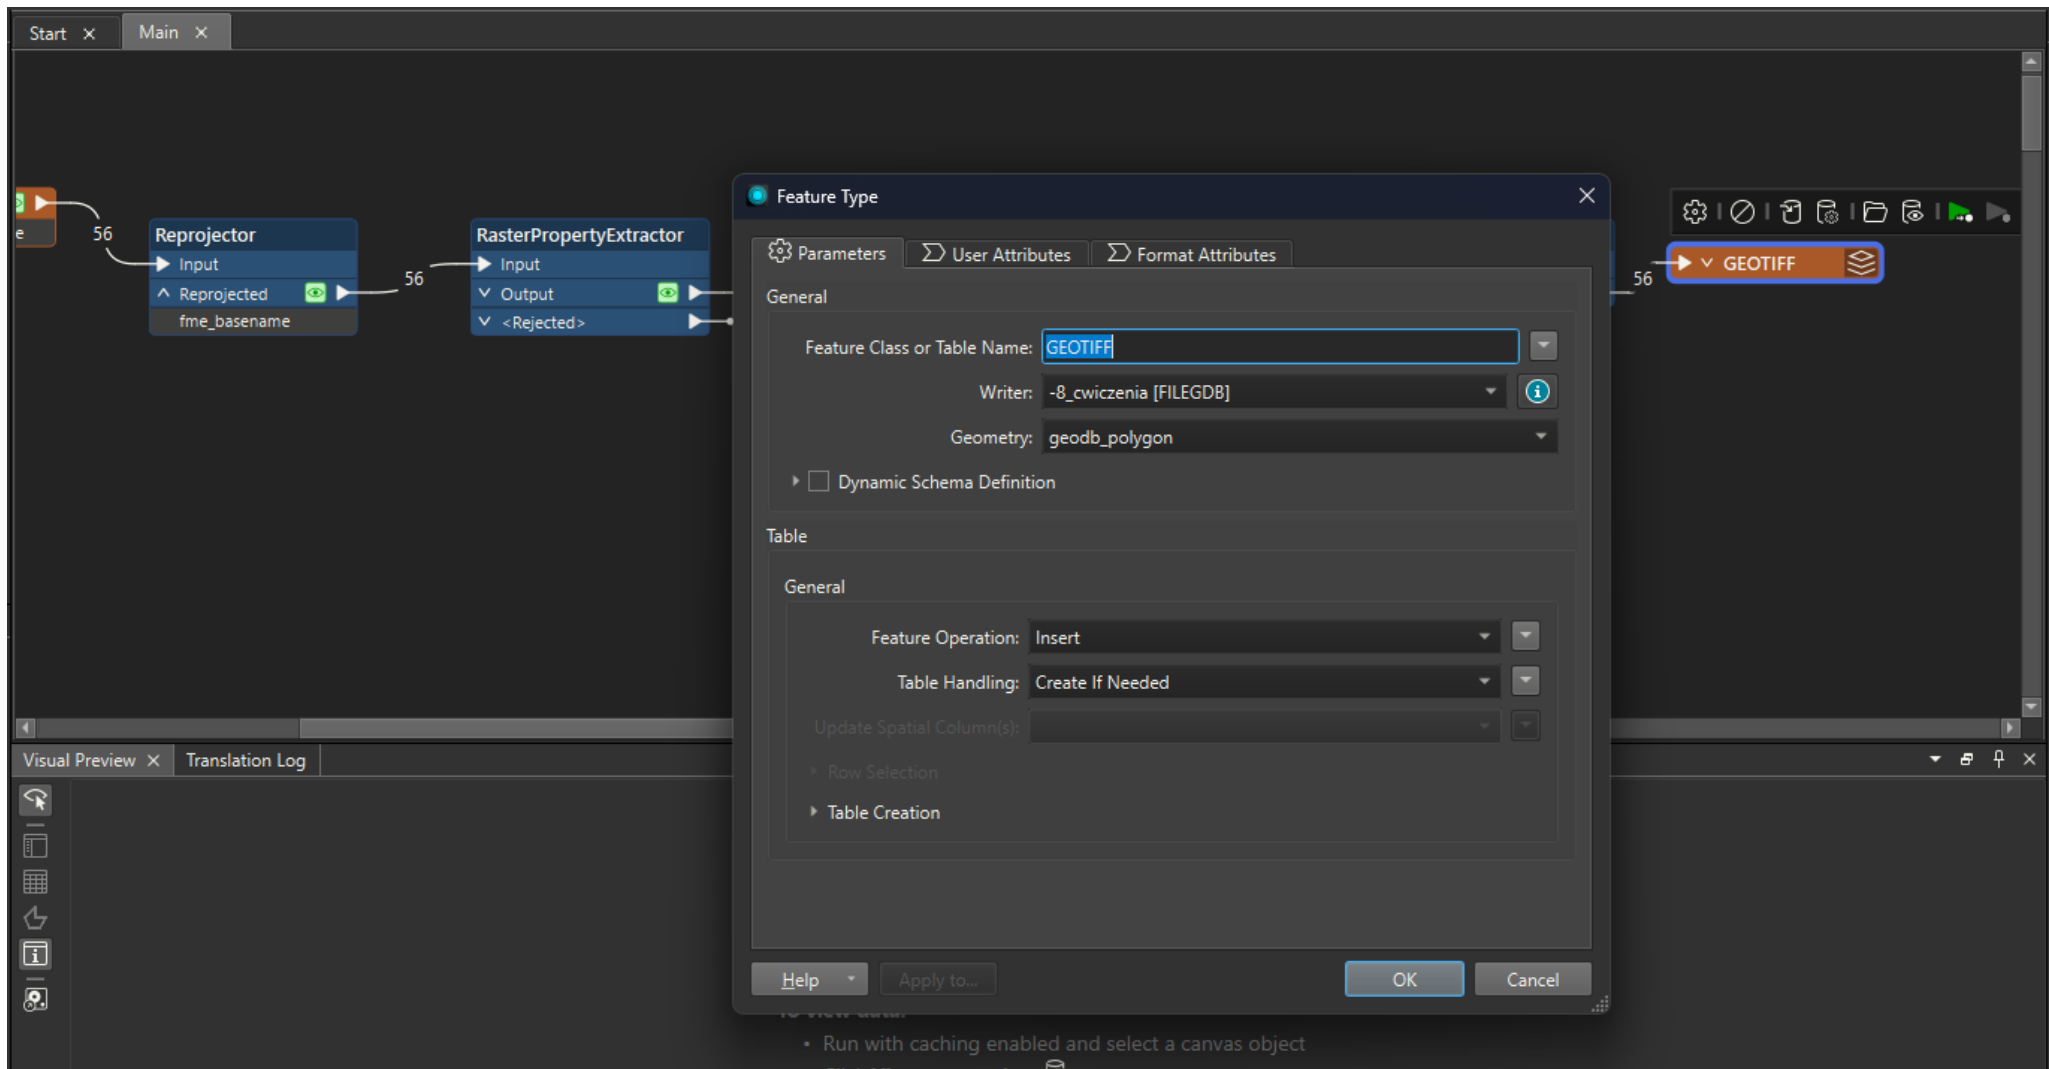 Start
Main
e
56
Reprojector
Input
Reprojected
fme_basename
56
RasterPropertyExtractor
Input
Output
<Rejected>
56
GEOTIFF
Feature Type
Parameters
User Attributes
Format Attributes
General
Feature Class or Table Name: GEOTIFF
Writer: -8_cwiczenia [FILEGDB]
Geometry: geodb_polygon
Dynamic Schema Definition
Table
General
Feature Operation: Insert
Table Handling: Create If Needed
Update Spatial Column(s):
Row Selection
Table Creation
Help
Apply to...
OK
Cancel
Visual Preview
Translation Log
To view data:
• Run with caching enabled and select a canvas object